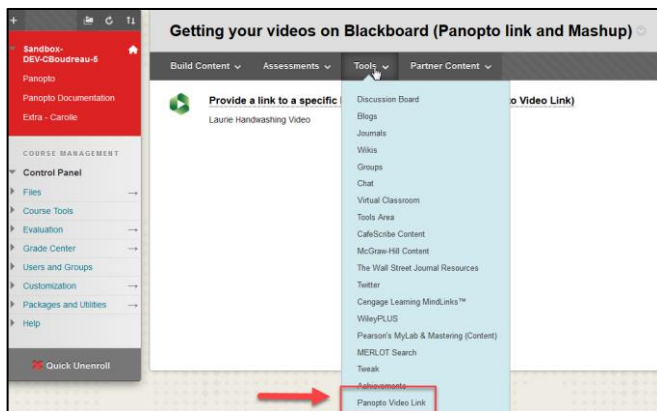 Sandbox-
DEV-CBoudreau-5
Panopto
Panopto Documentation
Extra - Carolle
COURSE MANAGEMENT
Control Panel
Files
Course Tools
Evaluation
Grade Center
Users and Groups
Customization
Packages and Utilities
Help
Quick Unenroll
Getting your videos on Blackboard (Panopto link and Mashup)
Build Content Assessments Tools Partner Content
Provide a link to a specific o Video Link)
Laurie Handwashing Video
Discussion Board
Blogs
Journals
Wikis
Groups
Chat
Virtual Classroom
Tools Area
CafeScribe Content
McGraw-Hill Content
The Wall Street Journal Resources
Twitter
Cengage Learning MindLinks™
WileyPLUS
Pearson's MyLab & Mastering (Content)
MERLOT Search
Tweak
Achievements
Panopto Video Link